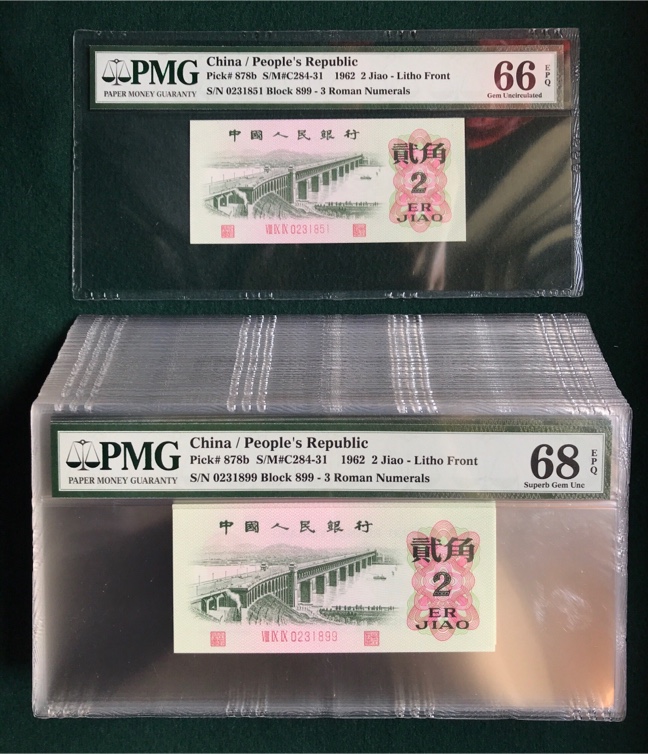 PMG
PAPER MONEY GUARANTY
China / People's Republic
Pick# 878b S/M#C284-31 1962 2 Jiao - Litho Front
S/N 0231851 Block 899 - 3 Roman Numerals
66 EPQ
Gem Uncirculated
中國人民銀行
貳角
2
ER
JIAO
VIII IX IX 0231851
PMG
PAPER MONEY GUARANTY
China / People's Republic
Pick# 878b S/M#C284-31 1962 2 Jiao - Litho Front
S/N 0231899 Block 899 - 3 Roman Numerals
68 EPQ
Superb Gem Unc
中國人民銀行
貳角
2
ER
JIAO
VIII IX IX 0231899